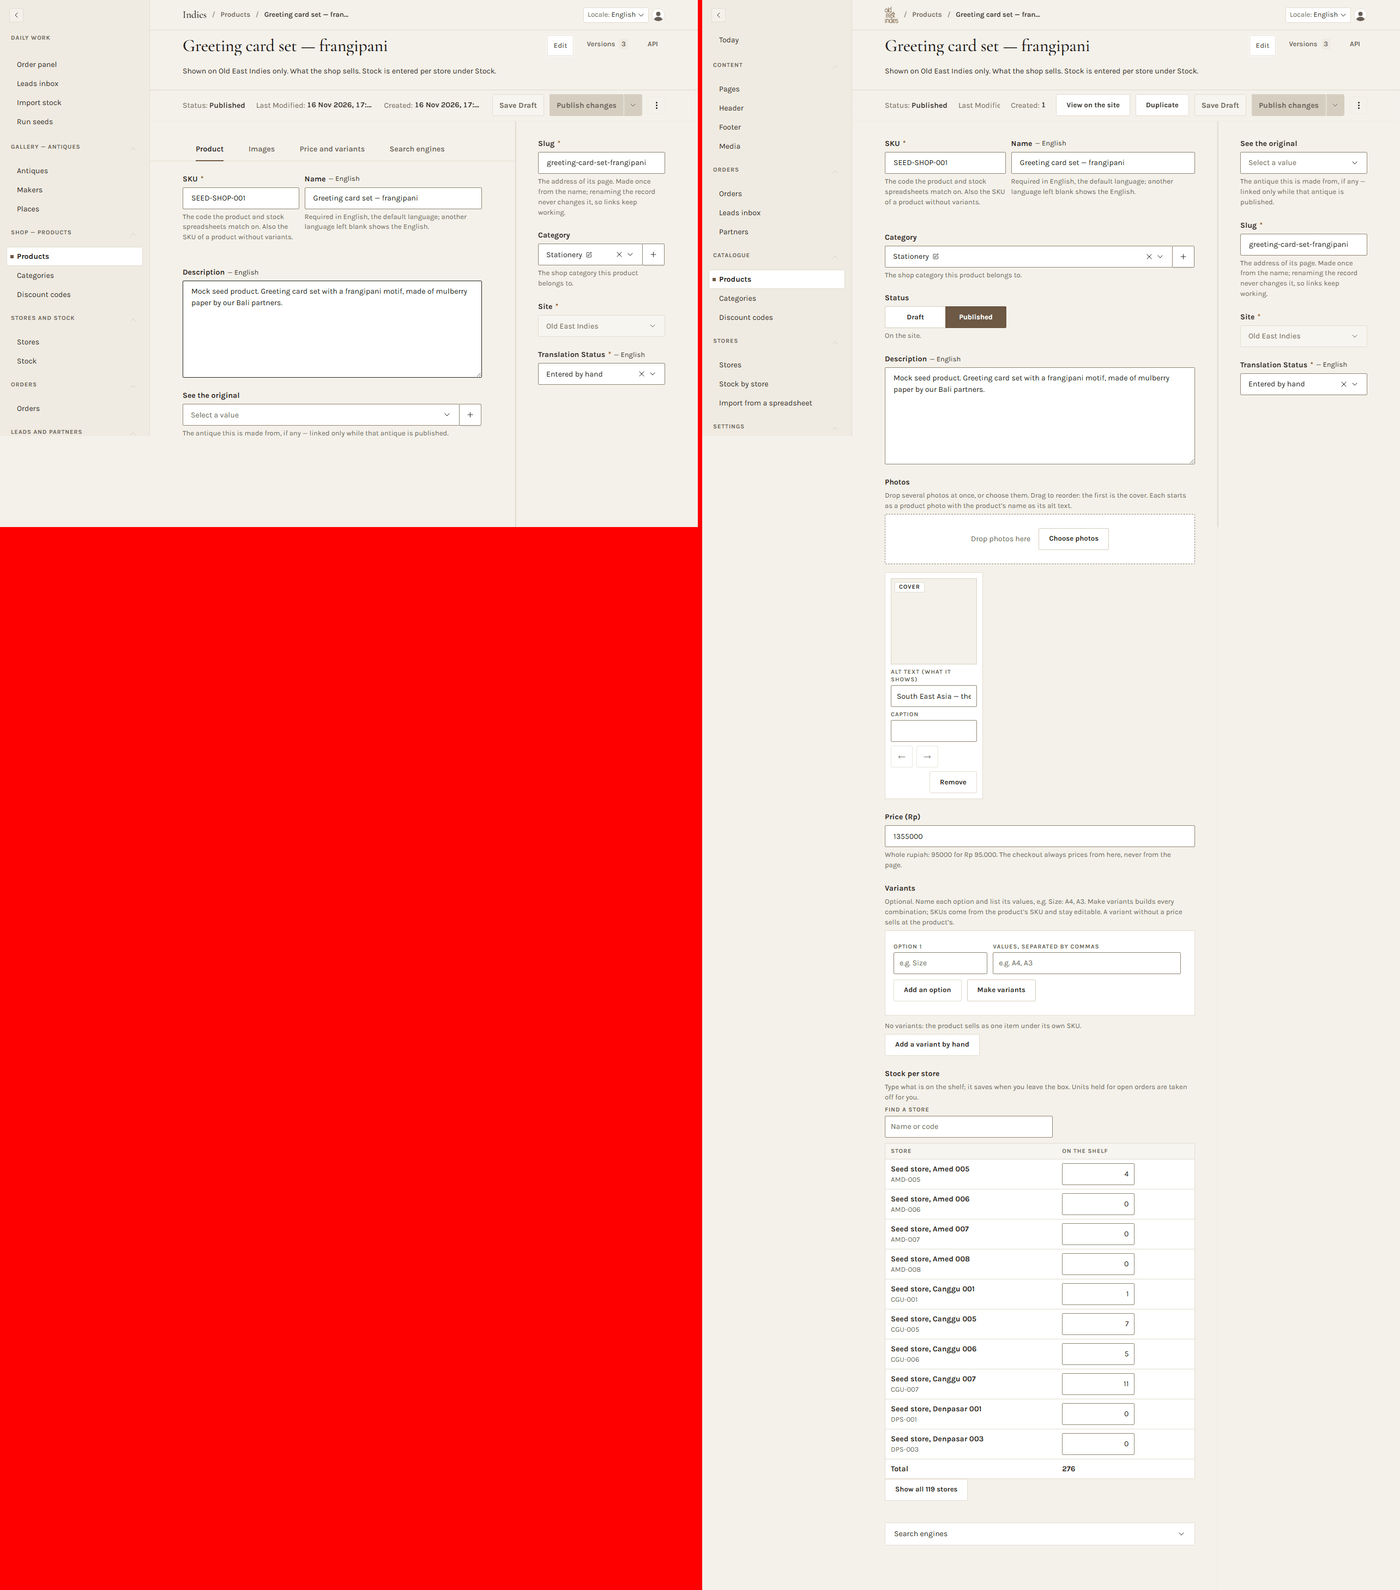 Indies / Products / Greeting card set — fran...
Locale: English
DAILY WORK
Order panel
Leads inbox
Import stock
Run seeds
GALLERY — ANTIQUES
Antiques
Makers
Places
SHOP — PRODUCTS
Products
Categories
Discount codes
STORES AND STOCK
Stores
Stock
ORDERS
Orders
LEADS AND PARTNERS
Greeting card set — frangipani
Edit
Versions 3
API
Shown on Old East Indies only. What the shop sells. Stock is entered per store under Stock.
Status: Published
Last Modified: 16 Nov 2026, 17:...
Created: 16 Nov 2026, 17:...
Save Draft
Publish changes
Product
Images
Price and variants
Search engines
SKU *
SEED-SHOP-001
The code the product and stock
spreadsheets match on. Also the
SKU of a product without variants.
Name — English
Greeting card set — frangipani
Required in English, the default language; another
language left blank shows the English.
Description — English
Mock seed product. Greeting card set with a frangipani motif, made of mulberry
paper by our Bali partners.
See the original
Select a value
The antique this is made from, if any — linked only while that antique is published.
Slug *
greeting-card-set-frangipani
The address of its page. Made once
from the name; renaming the record
never changes it, so links keep
working.
Category
Stationery
The shop category this product
belongs to.
Site *
Old East Indies
Translation Status * — English
Entered by hand
old
east
indies
/ Products / Greeting card set — fran...
Locale: English
Today
CONTENT
Pages
Header
Footer
Media
ORDERS
Orders
Leads inbox
Partners
CATALOGUE
Products
Categories
Discount codes
STORES
Stores
Stock by store
Import from a spreadsheet
SETTINGS
Greeting card set — frangipani
Edit
Versions 3
API
Shown on Old East Indies only. What the shop sells. Stock is entered per store under Stock.
Status: Published
Last Modifie
Created: 1
View on the site
Duplicate
Save Draft
Publish changes
SKU *
SEED-SHOP-001
The code the product and stock
spreadsheets match on. Also the SKU
of a product without variants.
Name — English
Greeting card set — frangipani
Required in English, the default language; another
language left blank shows the English.
Category
Stationery
The shop category this product belongs to.
Status
Draft
Published
On the site.
Description — English
Mock seed product. Greeting card set with a frangipani motif, made of mulberry
paper by our Bali partners.
Photos
Drop several photos at once, or choose them. Drag to reorder: the first is the cover. Each starts
as a product photo with the product's name as its alt text.
Drop photos here
Choose photos
COVER
ALT TEXT (WHAT IT
SHOWS)
South East Asia — the
CAPTION
← →
Remove
Price (Rp)
1355000
Whole rupiah: 95000 for Rp 95.000. The checkout always prices from here, never from the
page.
Variants
Optional. Name each option and list its values, e.g. Size: A4, A3. Make variants builds every
combination; SKUs come from the product's SKU and stay editable. A variant without a price
sells at the product's.
OPTION 1
e.g. Size
VALUES, SEPARATED BY COMMAS
e.g. A4, A3
Add an option
Make variants
No variants: the product sells as one item under its own SKU.
Add a variant by hand
Stock per store
Type what is on the shelf; it saves when you leave the box. Units held for open orders are taken
off for you.
FIND A STORE
Name or code
STORE
ON THE SHELF
Seed store, Amed 005
AMD-005
4
Seed store, Amed 006
AMD-006
0
Seed store, Amed 007
AMD-007
0
Seed store, Amed 008
AMD-008
0
Seed store, Canggu 001
CGU-001
1
Seed store, Canggu 005
CGU-005
7
Seed store, Canggu 006
CGU-006
5
Seed store, Canggu 007
CGU-007
11
Seed store, Denpasar 001
DPS-001
0
Seed store, Denpasar 003
DPS-003
0
Total
276
Show all 119 stores
Search engines
See the original
Select a value
The antique this is made from, if any —
linked only while that antique is
published.
Slug *
greeting-card-set-frangipani
The address of its page. Made once
from the name; renaming the record
never changes it, so links keep
working.
Site *
Old East Indies
Translation Status * — English
Entered by hand